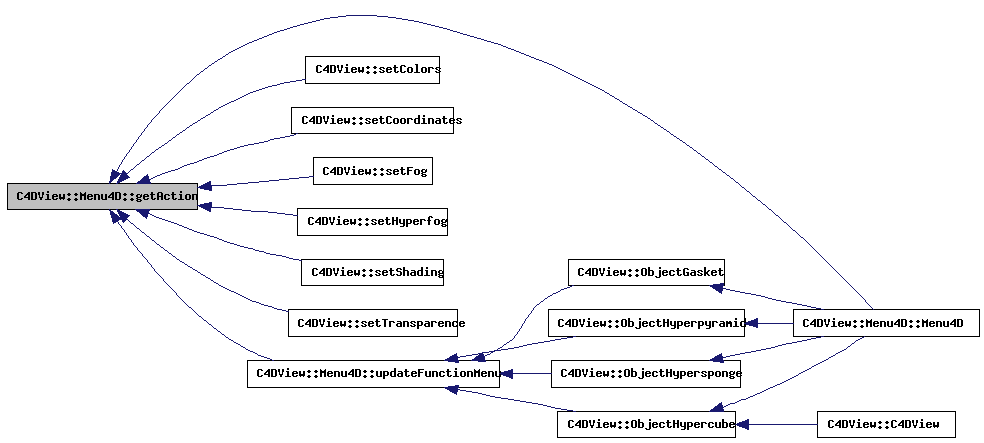 C4DView::setColors
C4DView::setCoordinates
C4DView::setFog
C4DView::Menu4D::getAction
C4DView::setHyperfog
C4DView::setShading
C4DView::ObjectGasket
C4DView::setTransparence
C4DView::ObjectHyperpyramid
C4DView::Menu4D::Menu4D
C4DView::Menu4D::updateFunctionMenu
C4DView::ObjectHypersponge
C4DView::ObjectHypercube
C4DView::C4DView